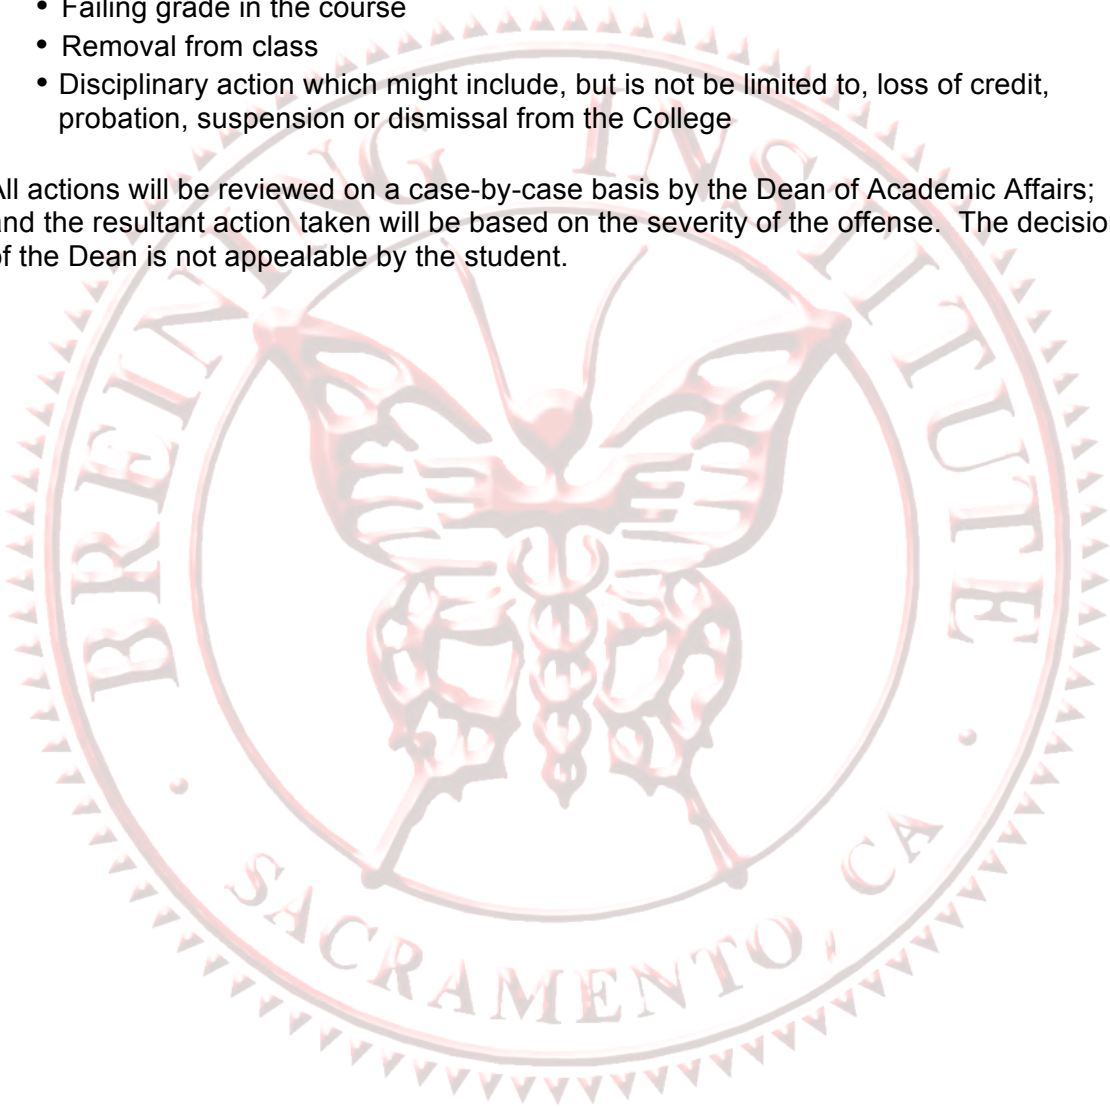 • Failing grade in the course
• Removal from class
• Disciplinary action which might include, but is not be limited to, loss of credit,
probation, suspension or dismissal from the College
All actions will be reviewed on a case-by-case basis by the Dean of Academic Affairs;
and the resultant action taken will be based on the severity of the offense.  The decision
of the Dean is not appealable by the student.
BREINING INSTITUTE
SACRAMENTO, CA